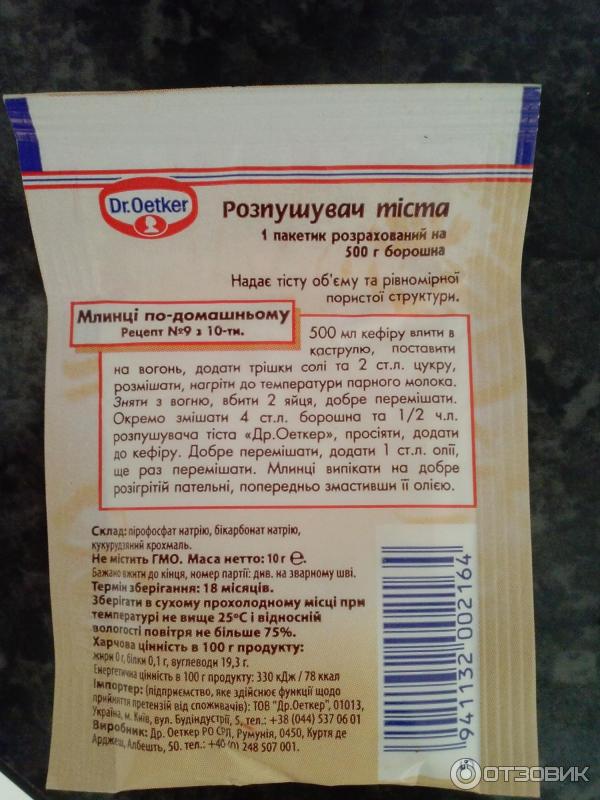 Dr.Oetker
Розпушувач тіста
1 пакетик розрахований на
500 г борошна
Надає тісту об'єму та рівномірної
пористої структури.
Млинці по-домашньому
Рецепт №9 з 10-ти.
500 мл кефіру влити в
каструлю, поставити
на вогонь, додати трішки солі та 2 ст.л. цукру,
розмішати, нагріти до температури парного молока.
Зняти з вогню, вбити 2 яйця, добре перемішати.
Окремо змішати 4 ст.л. борошна та 1/2 ч.л.
розпушувача тіста «Др.Оеткер», просіяти, додати
до кефіру. Добре перемішати, додати 1 ст.л. олії,
ще раз перемішати. Млинці випікати на добре
розігрітій пательні, попередньо змастивши її олією.
Склад: пірофосфат натрію, бікарбонат натрію,
кукурудзяний крохмаль.
Не містить ГМО. Маса нетто: 10 г ℮.
Бажано вжити до кінця, номер партії: див. на зварному шві.
Термін зберігання: 18 місяців.
Зберігати в сухому прохолодному місці при
температурі не вище 25°С і відносній
вологості повітря не більше 75%.
Харчова цінність в 100 г продукту:
жири 0 г, білки 0,1 г, вуглеводи 19,3 г.
Енергетична цінність в 100 г продукту: 330 кДж / 78 ккал
Імпортер: (підприємство, яке здійснює функції щодо
прийняття претензій від споживачів): ТОВ "Др.Оеткер", 01013,
Україна, м. Київ, вул. Будіндустрії, 5, тел.: +38 (044) 537 06 01
Виробник: Др. Оеткер РО СРЛ, Румунія, 0450, Куртя де
Арджеш, Албешть, 50. тел.: +40 (0) 248 507 001.
9 411 32 002164
ОТЗОВИК